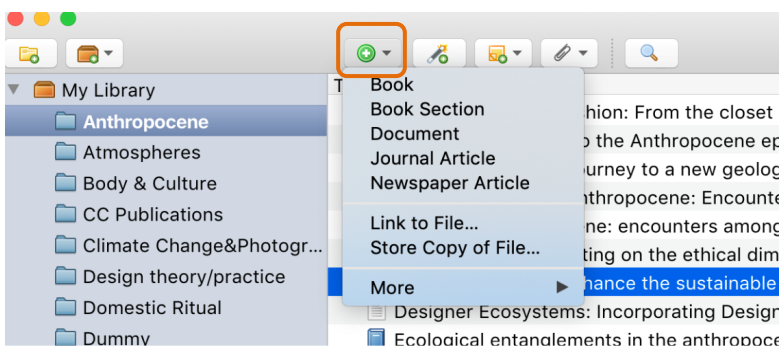 My Library
Anthropocene
Atmospheres
Body & Culture
CC Publications
Climate Change&Photogr...
Design theory/practice
Domestic Ritual
Dummy
T
Book
Book Section
Document
Journal Article
Newspaper Article
Link to File...
Store Copy of File...
More
hion: From the closet
the Anthropocene ep
urney to a new geolog
nthropocene: Encounte
ne: encounters among
ting on the ethical dim
hance the sustainable
Designer Ecosystems: Incorporating Design
Ecological entanglements in the anthropoce